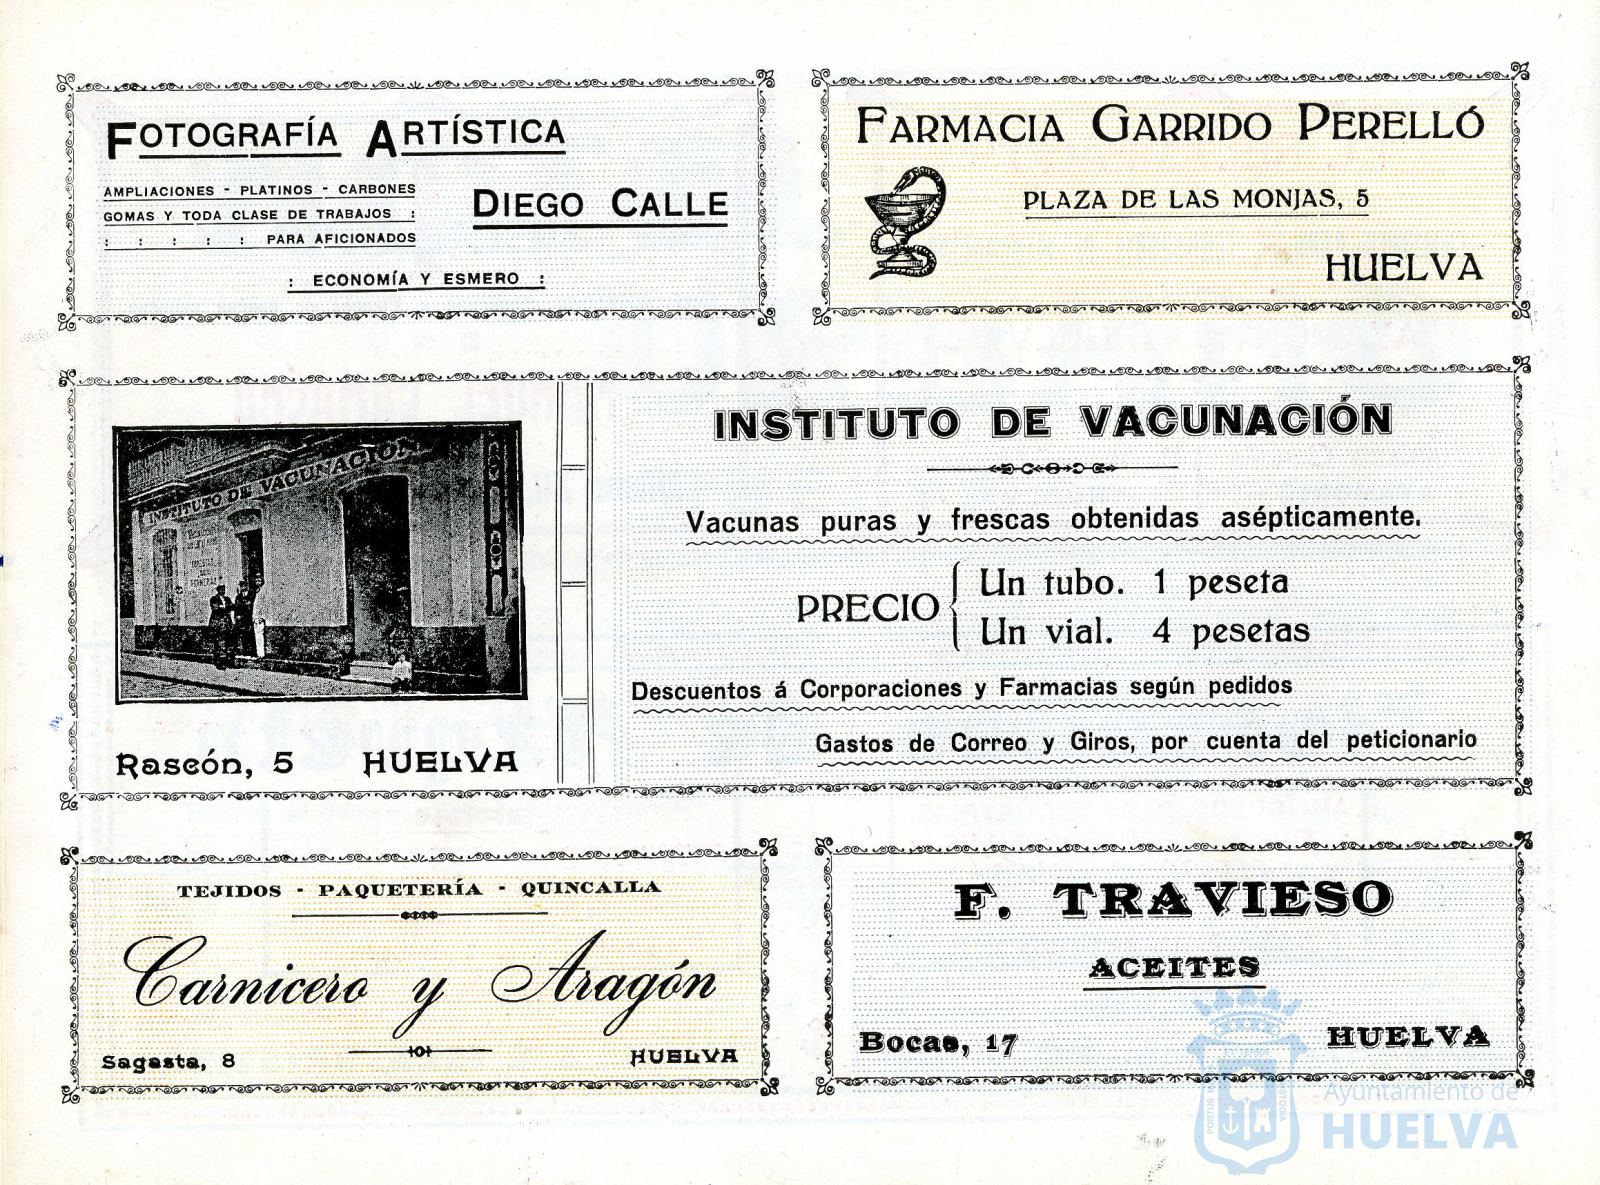 FOTOGRAFÍA ARTÍSTICA
AMPLIACIONES - PLATINOS - CARBONES
GOMAS Y TODA CLASE DE TRABAJOS :
: : : : : PARA AFICIONADOS
DIEGO CALLE
: ECONOMÍA Y ESMERO :
FARMACIA GARRIDO PERELLÓ
PLAZA DE LAS MONJAS, 5
HUELVA
INSTITUTO DE VACUNACIÓN
Rascón, 5 HUELVA
INSTITUTO DE VACUNACIÓN
Vacunas puras y frescas obtenidas asépticamente.
PRECIO
Un tubo. 1 peseta
Un vial. 4 pesetas
Descuentos á Corporaciones y Farmacias según pedidos
Gastos de Correo y Giros, por cuenta del peticionario
TEJIDOS - PAQUETERÍA - QUINCALLA
Carnicero y Aragón
Sagasta, 8 HUELVA
F. TRAVIESO
ACEITES
Bocas, 17 HUELVA
Ayuntamiento de
HUELVA